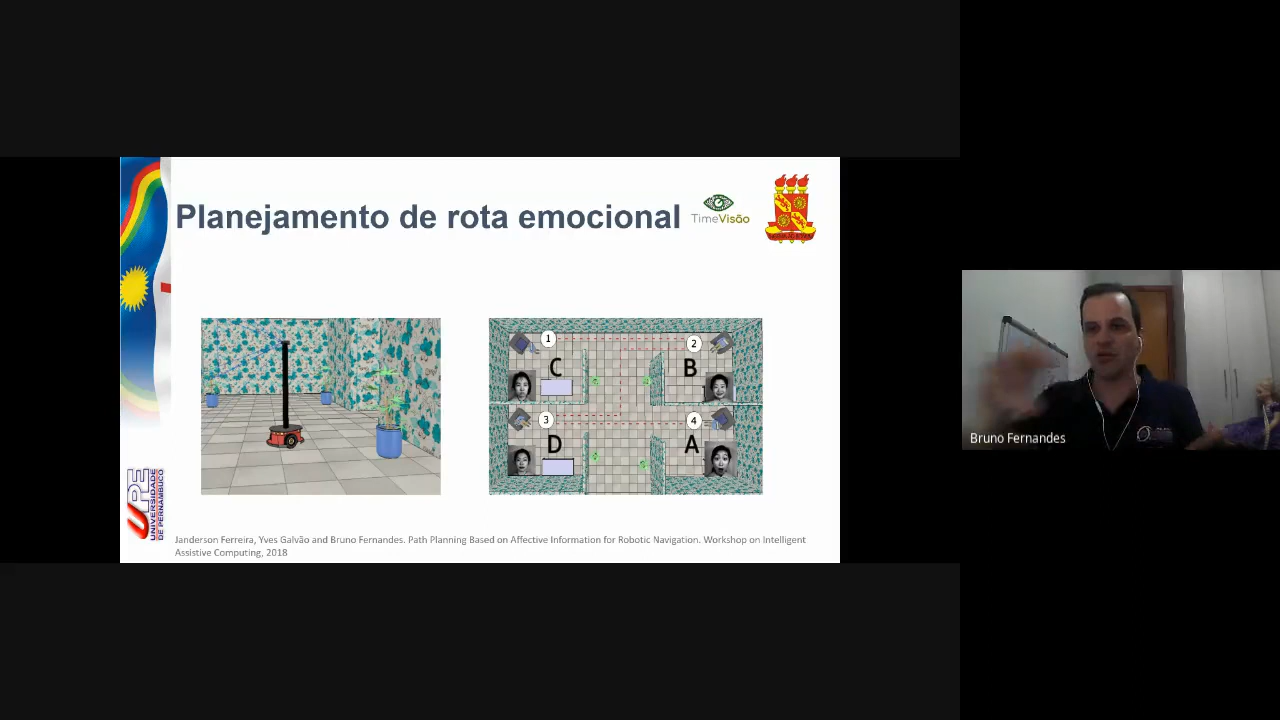 Planejamento de rota emocional
TimeVisão
1
2
C
B
3
4
D
A
UPE
UNIVERSIDADE
DE PERNAMBUCO
Janderson Ferreira, Yves Galvão and Bruno Fernandes. Path Planning Based on Affective Information for Robotic Navigation. Workshop on Intelligent
Assistive Computing, 2018
Bruno Fernandes